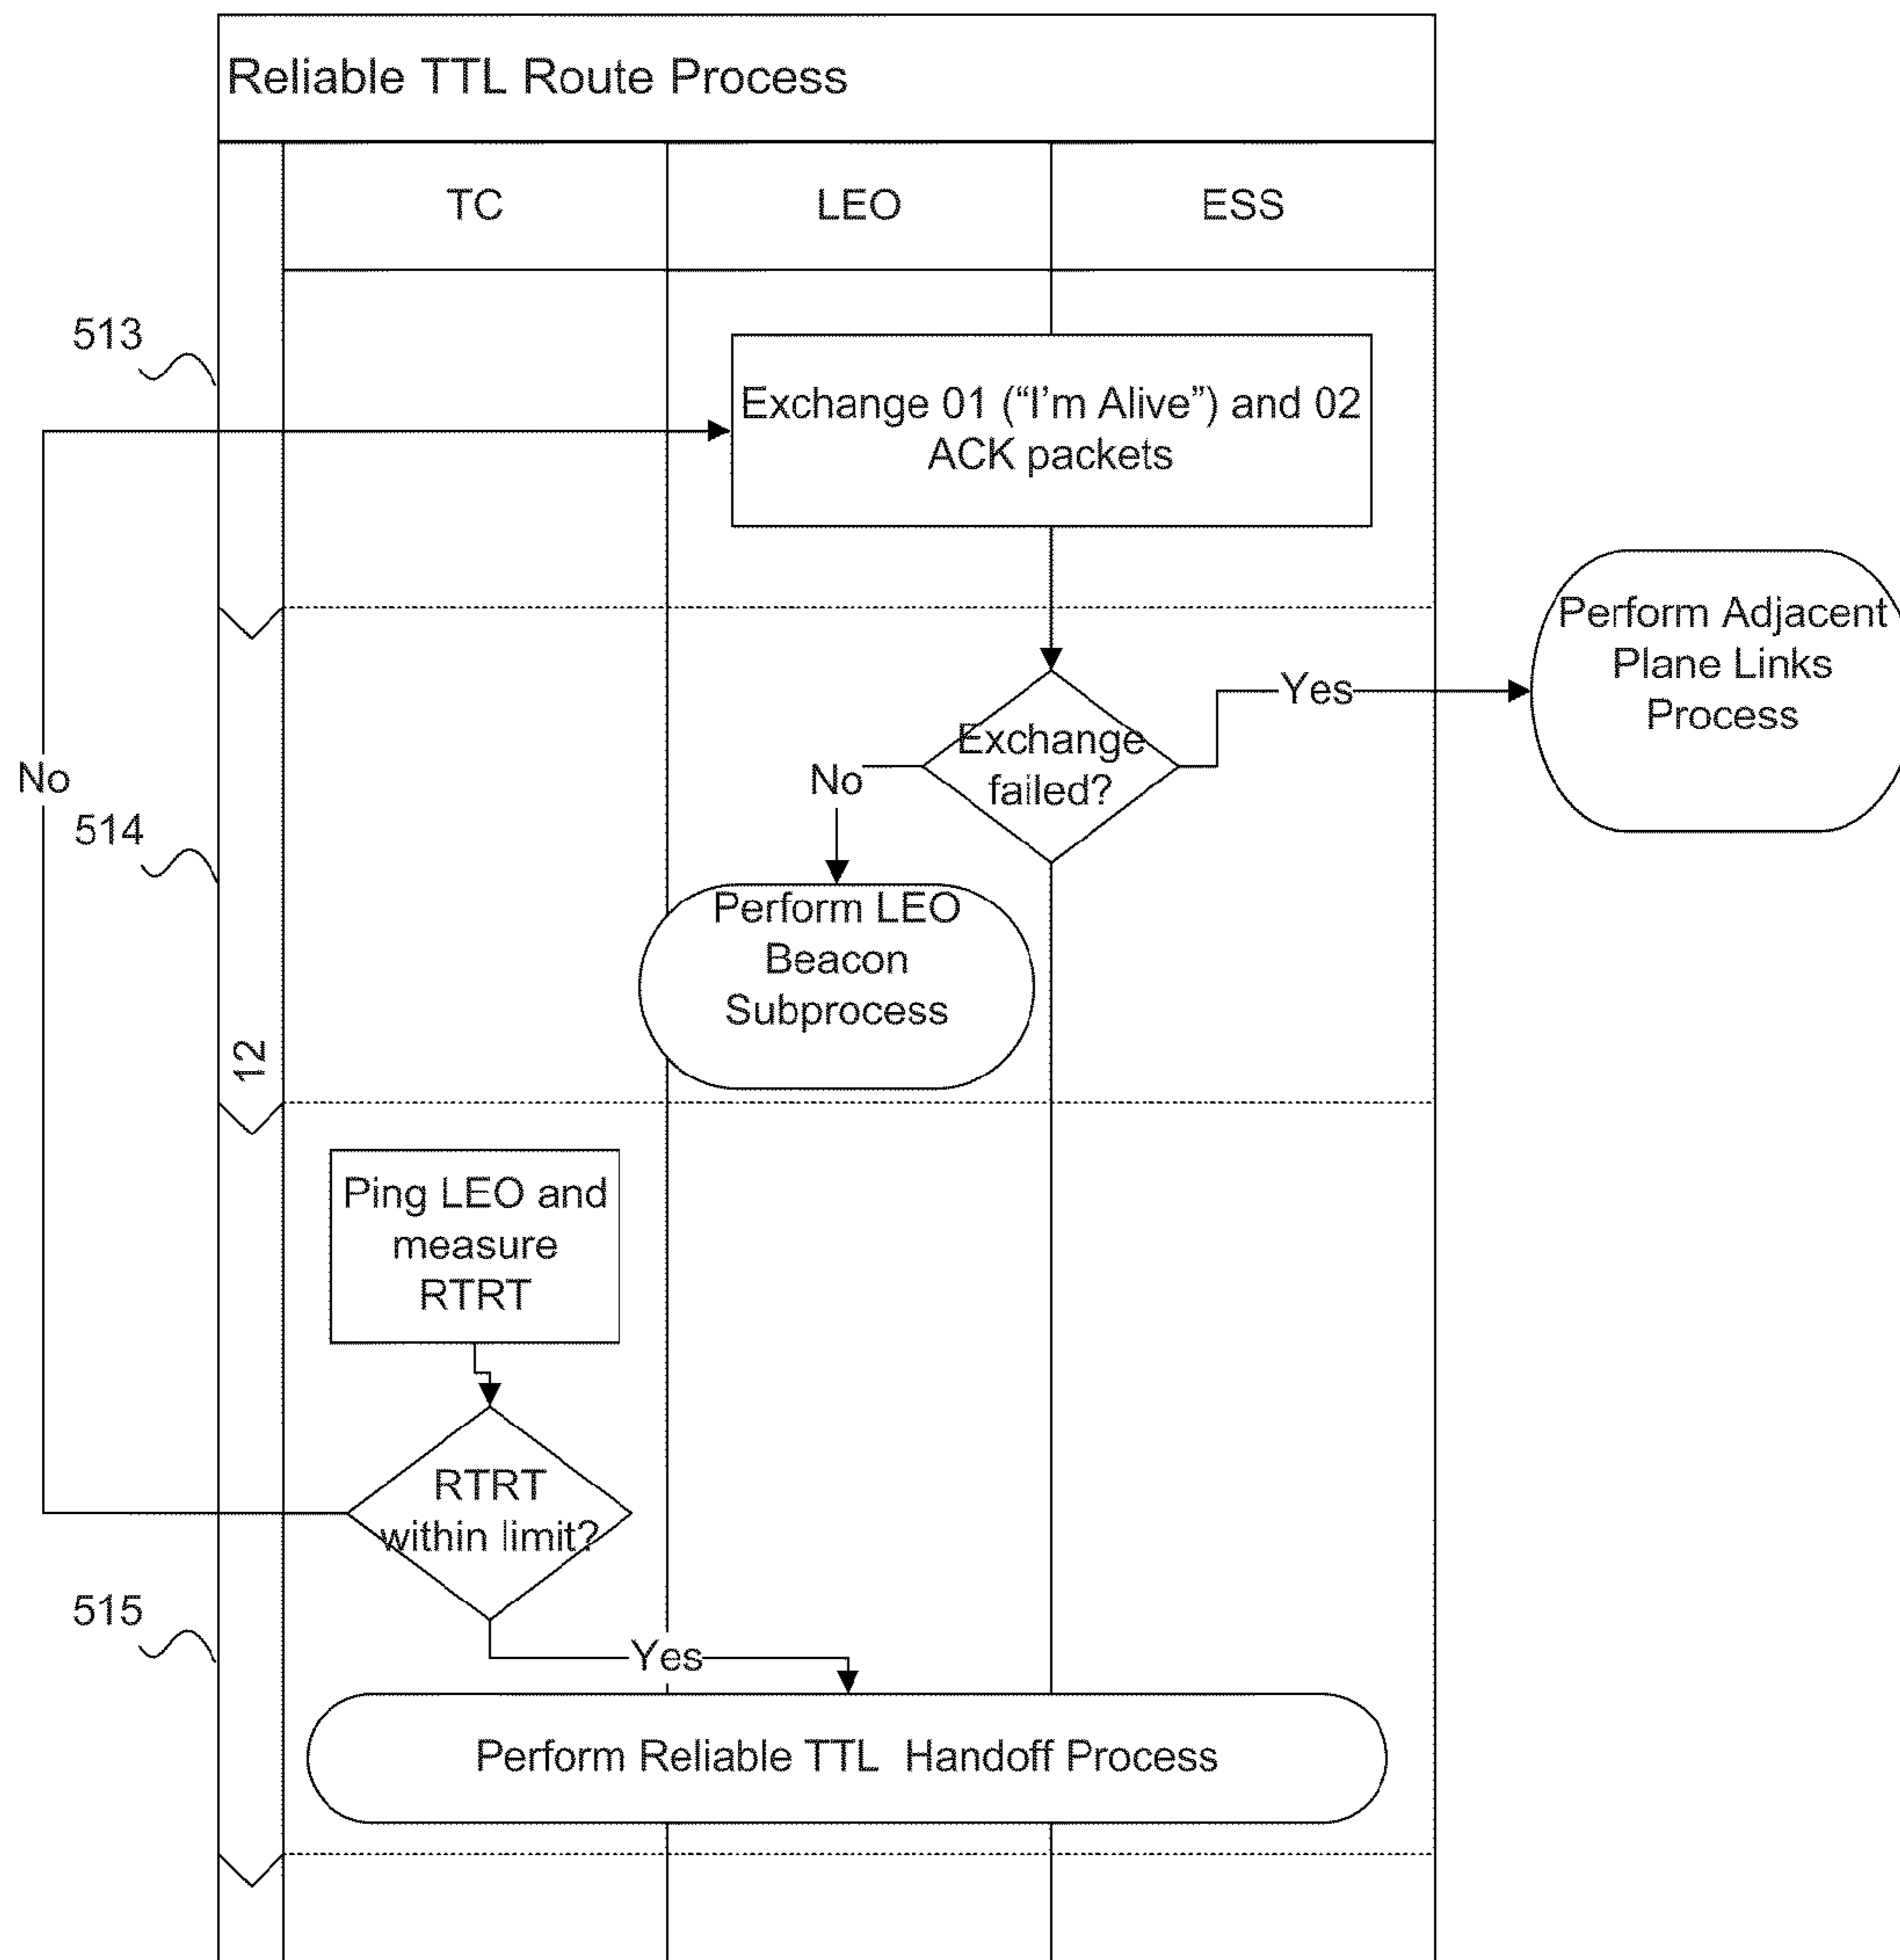 Reliable TTL Route Process
TC
LEO
ESS
513
Exchange 01 (“I’m Alive”) and 02
ACK packets
Perform Adjacent
Plane Links
Process
Yes
Exchange
failed?
No
No
514
Perform LEO
Beacon
Subprocess
12
Ping LEO and
measure
RTRT
RTRT
within limit?
515
Yes
Perform Reliable TTL Handoff Process